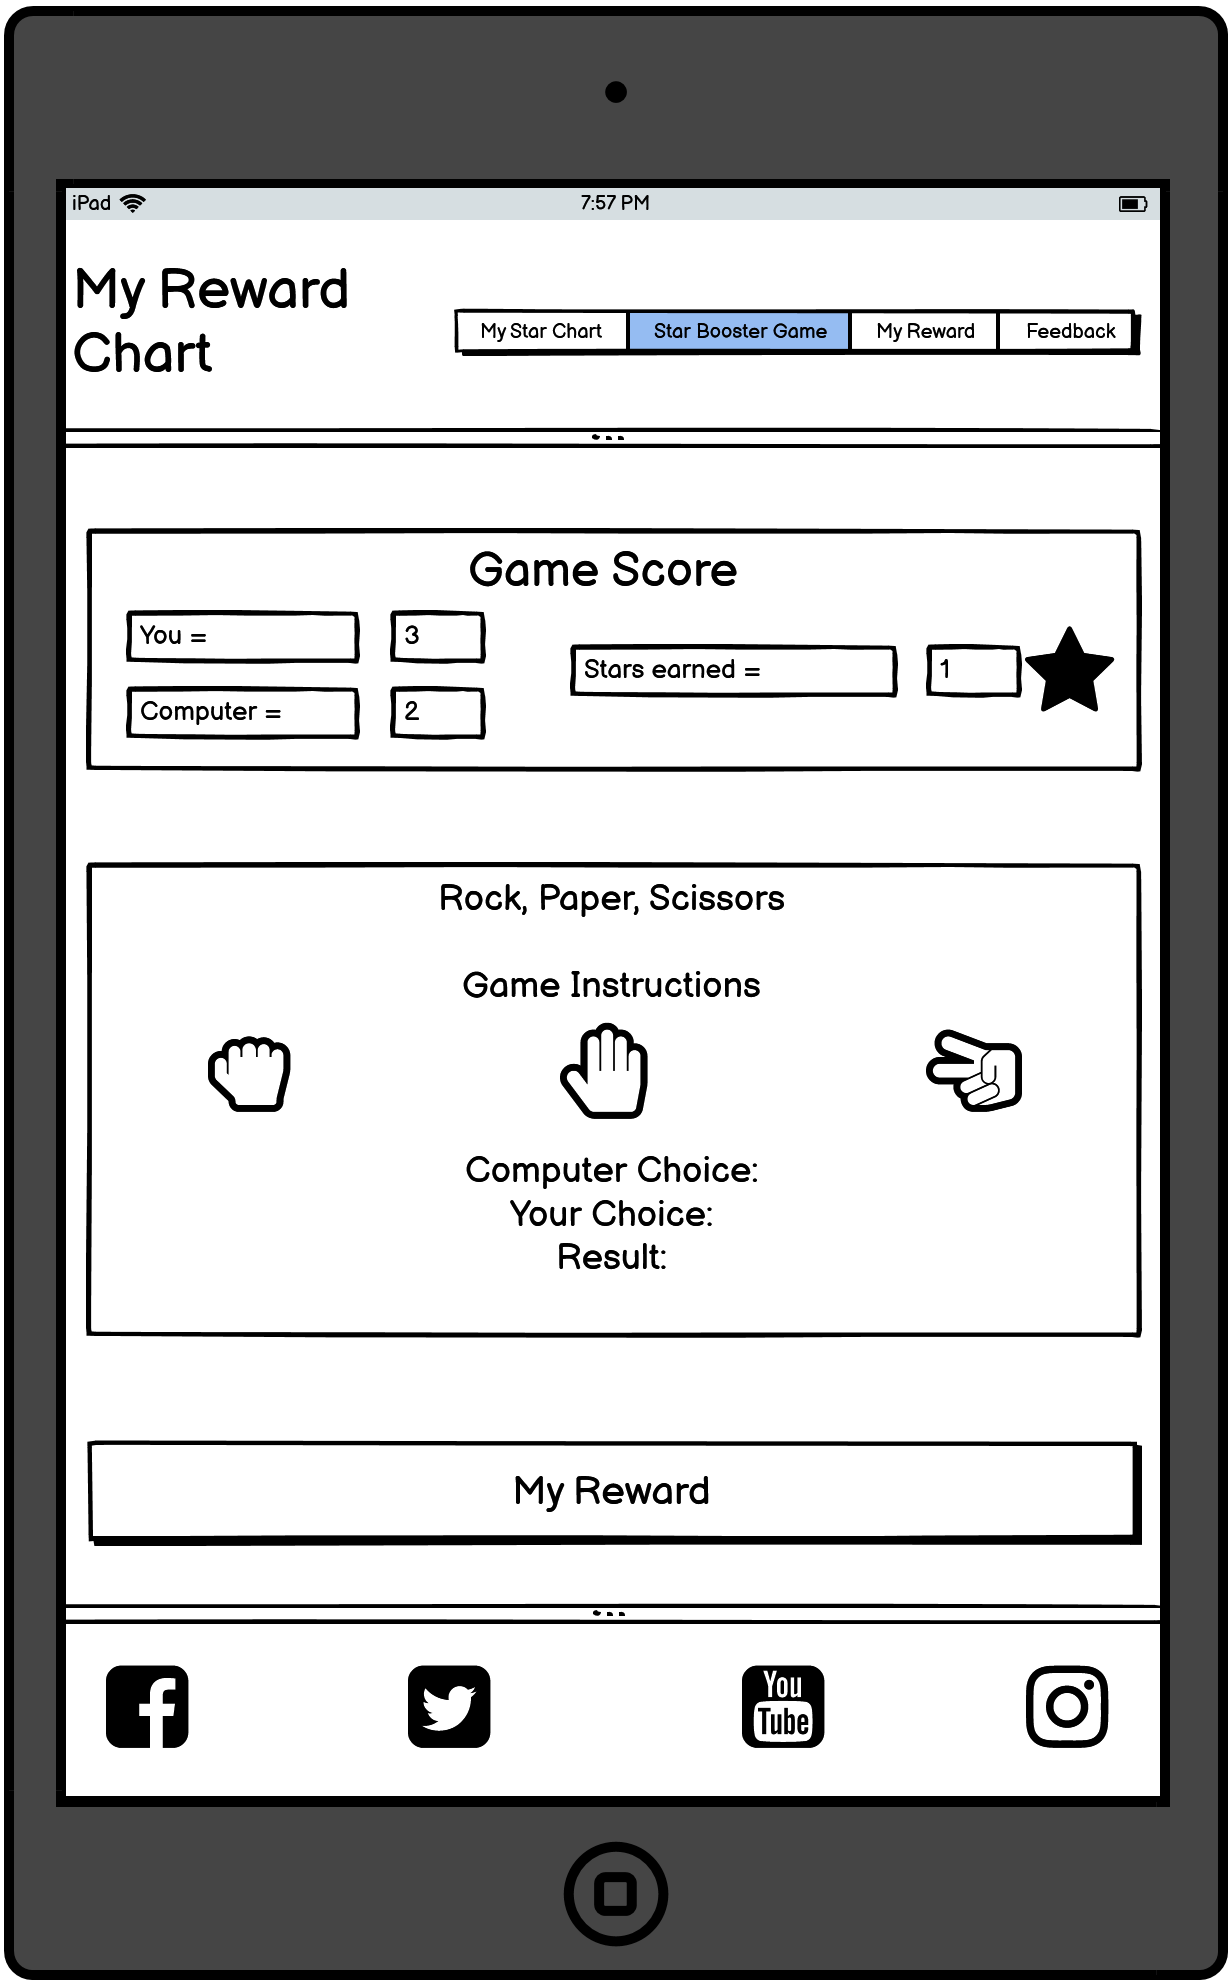 iPad 7:57 PM
My Reward
Chart
My Star Chart Star Booster Game My Reward Feedback
Game Score
You = 3
Stars earned = 1
Computer = 2
Rock, Paper, Scissors
Game Instructions
Computer Choice:
Your Choice:
Result:
My Reward
You
Tube